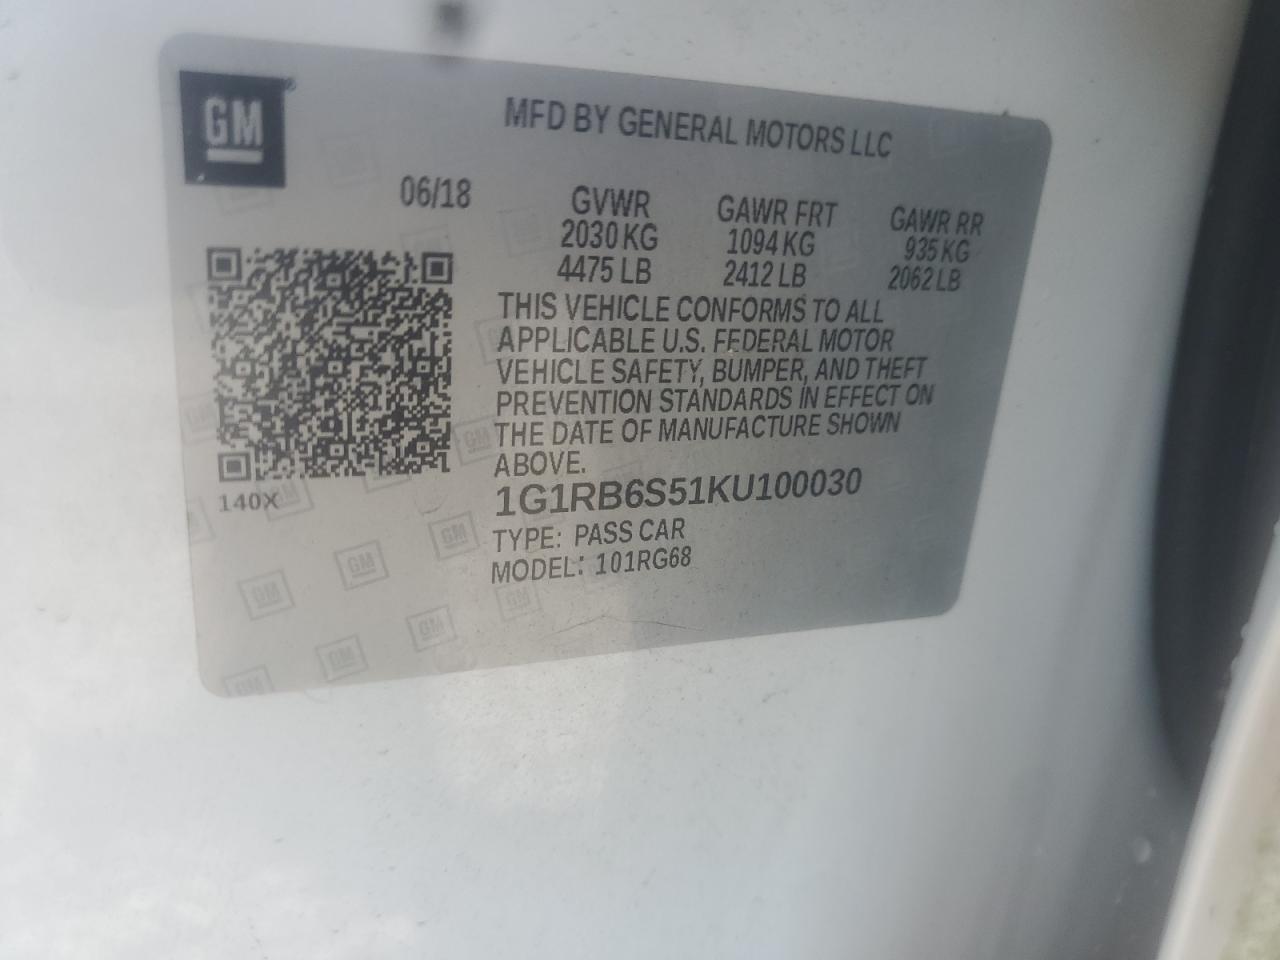 GM
MFD BY GENERAL MOTORS LLC
06/18
GVWR GAWR FRT GAWR RR
2030 KG 1094 KG 935 KG
4475 LB 2412 LB 2062 LB
THIS VEHICLE CONFORMS TO ALL
APPLICABLE U.S. FEDERAL MOTOR
VEHICLE SAFETY, BUMPER, AND THEFT
PREVENTION STANDARDS IN EFFECT ON
THE DATE OF MANUFACTURE SHOWN
ABOVE.
140X
1G1RB6S51KU100030
TYPE: PASS CAR
MODEL: 101RG68